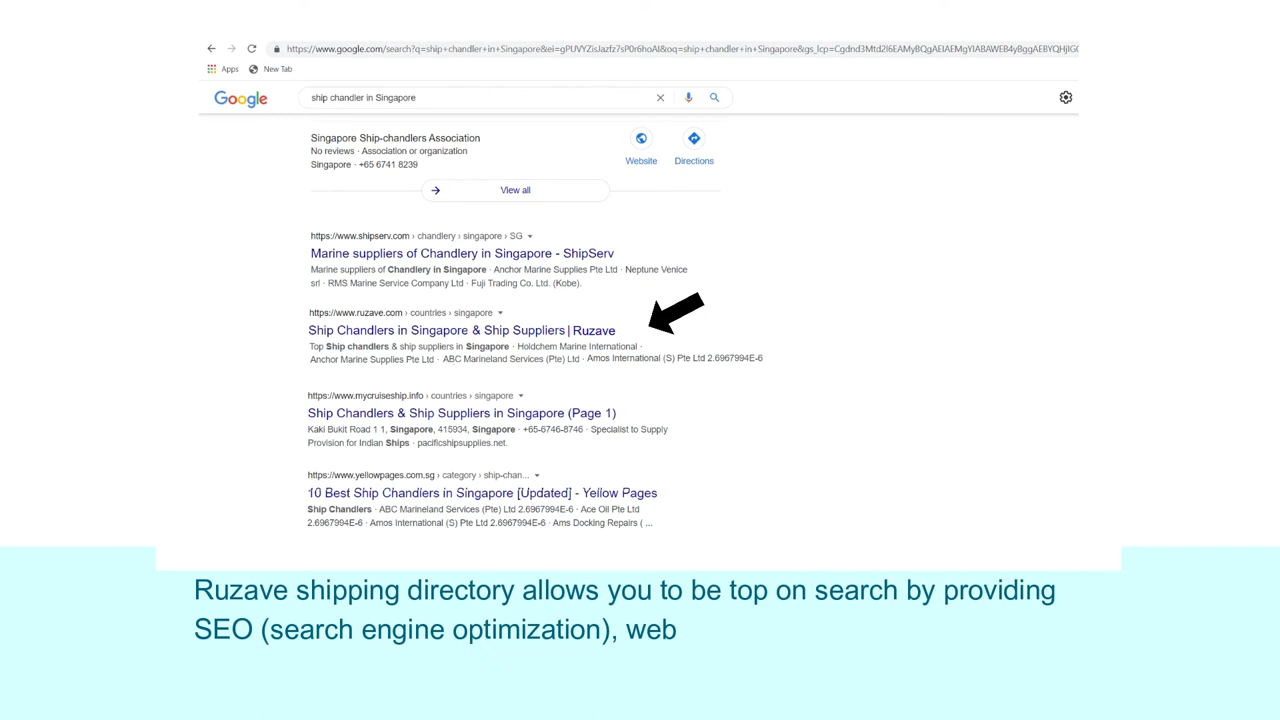 https://www.google.com/search?q=ship+chandler+in+Singapore&ei=gPUVYZisJazfz7sP0r6hoAI&oq=ship+chandler+in+Singapore&gs_lcp=Cgdnd3Mtd2l6EAMyBQgAEIAEMgYIABAWEB4yBggAEBYQHjIGC
Apps New Tab
Google ship chandler in Singapore
Singapore Ship-chandlers Association
No reviews · Association or organization
Singapore · +65 6741 8239
Website Directions
View all
https://www.shipserv.com › chandlery › singapore › SG
Marine suppliers of Chandlery in Singapore - ShipServ
Marine suppliers of Chandlery in Singapore · Anchor Marine Supplies Pte Ltd · Neptune Venice
srl · RMS Marine Service Company Ltd · Fuji Trading Co. Ltd. (Kobe).
https://www.ruzave.com › countries › singapore
Ship Chandlers in Singapore & Ship Suppliers | Ruzave
Top Ship chandlers & ship suppliers in Singapore · Holdchem Marine International ·
Anchor Marine Supplies Pte Ltd · ABC Marineland Services (Pte) Ltd · Amos International (S) Pte Ltd 2.6967994E-6
https://www.mycruiseship.info › countries › singapore
Ship Chandlers & Ship Suppliers in Singapore (Page 1)
Kaki Bukit Road 1 1, Singapore, 415934, Singapore · +65-6746-8746 · Specialist to Supply
Provision for Indian Ships · pacificshipsupplies.net.
https://www.yellowpages.com.sg › category › ship-chan...
10 Best Ship Chandlers in Singapore [Updated] - Yellow Pages
Ship Chandlers · ABC Marineland Services (Pte) Ltd 2.6967994E-6 · Ace Oil Pte Ltd
2.6967994E-6 · Amos International (S) Pte Ltd 2.6967994E-6 · Ams Docking Repairs ( ...
Ruzave shipping directory allows you to be top on search by providing
SEO (search engine optimization), web